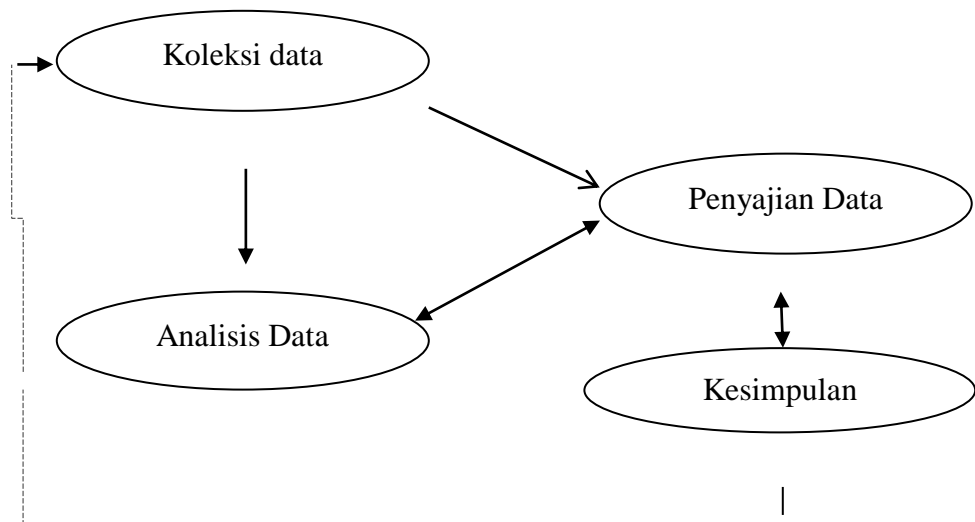 Koleksi data
Penyajian Data
Analisis Data
Kesimpulan